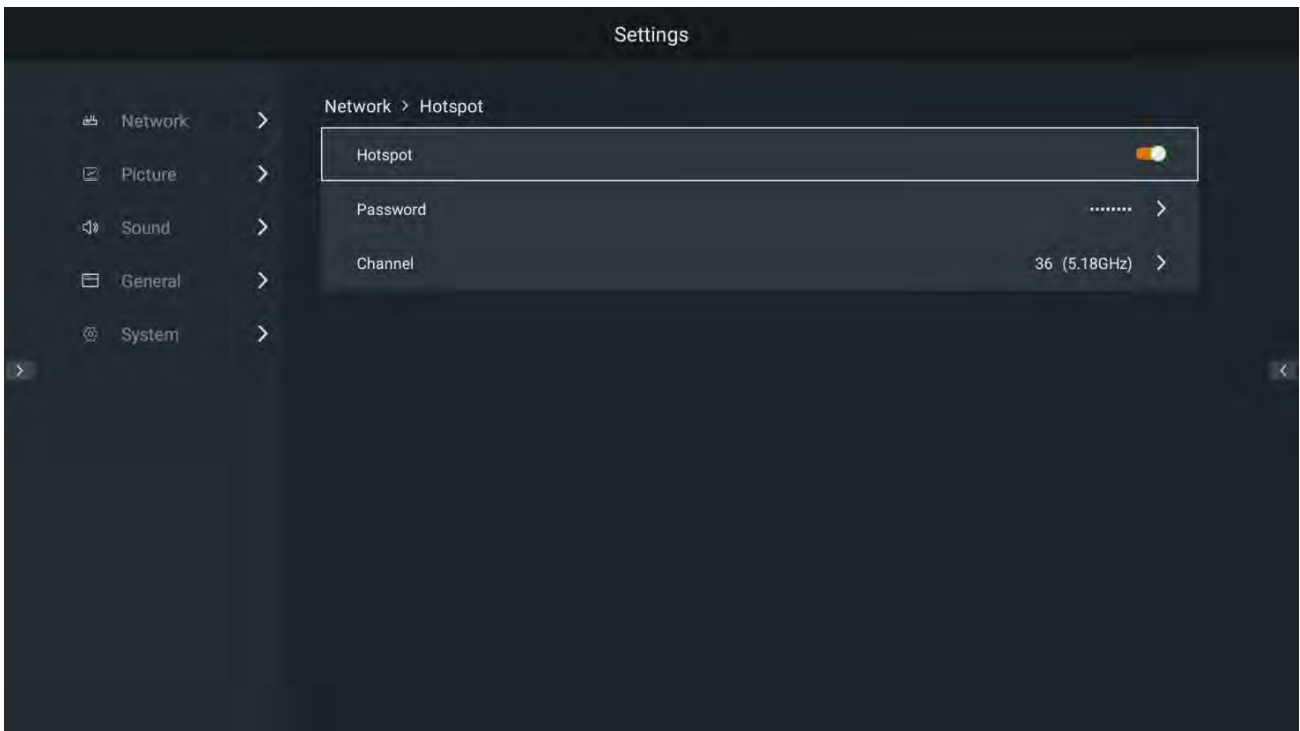 Settings
Network
Picture
Sound
General
System
Network > Hotspot
Hotspot
Password ········
Channel 36 (5.18GHz)